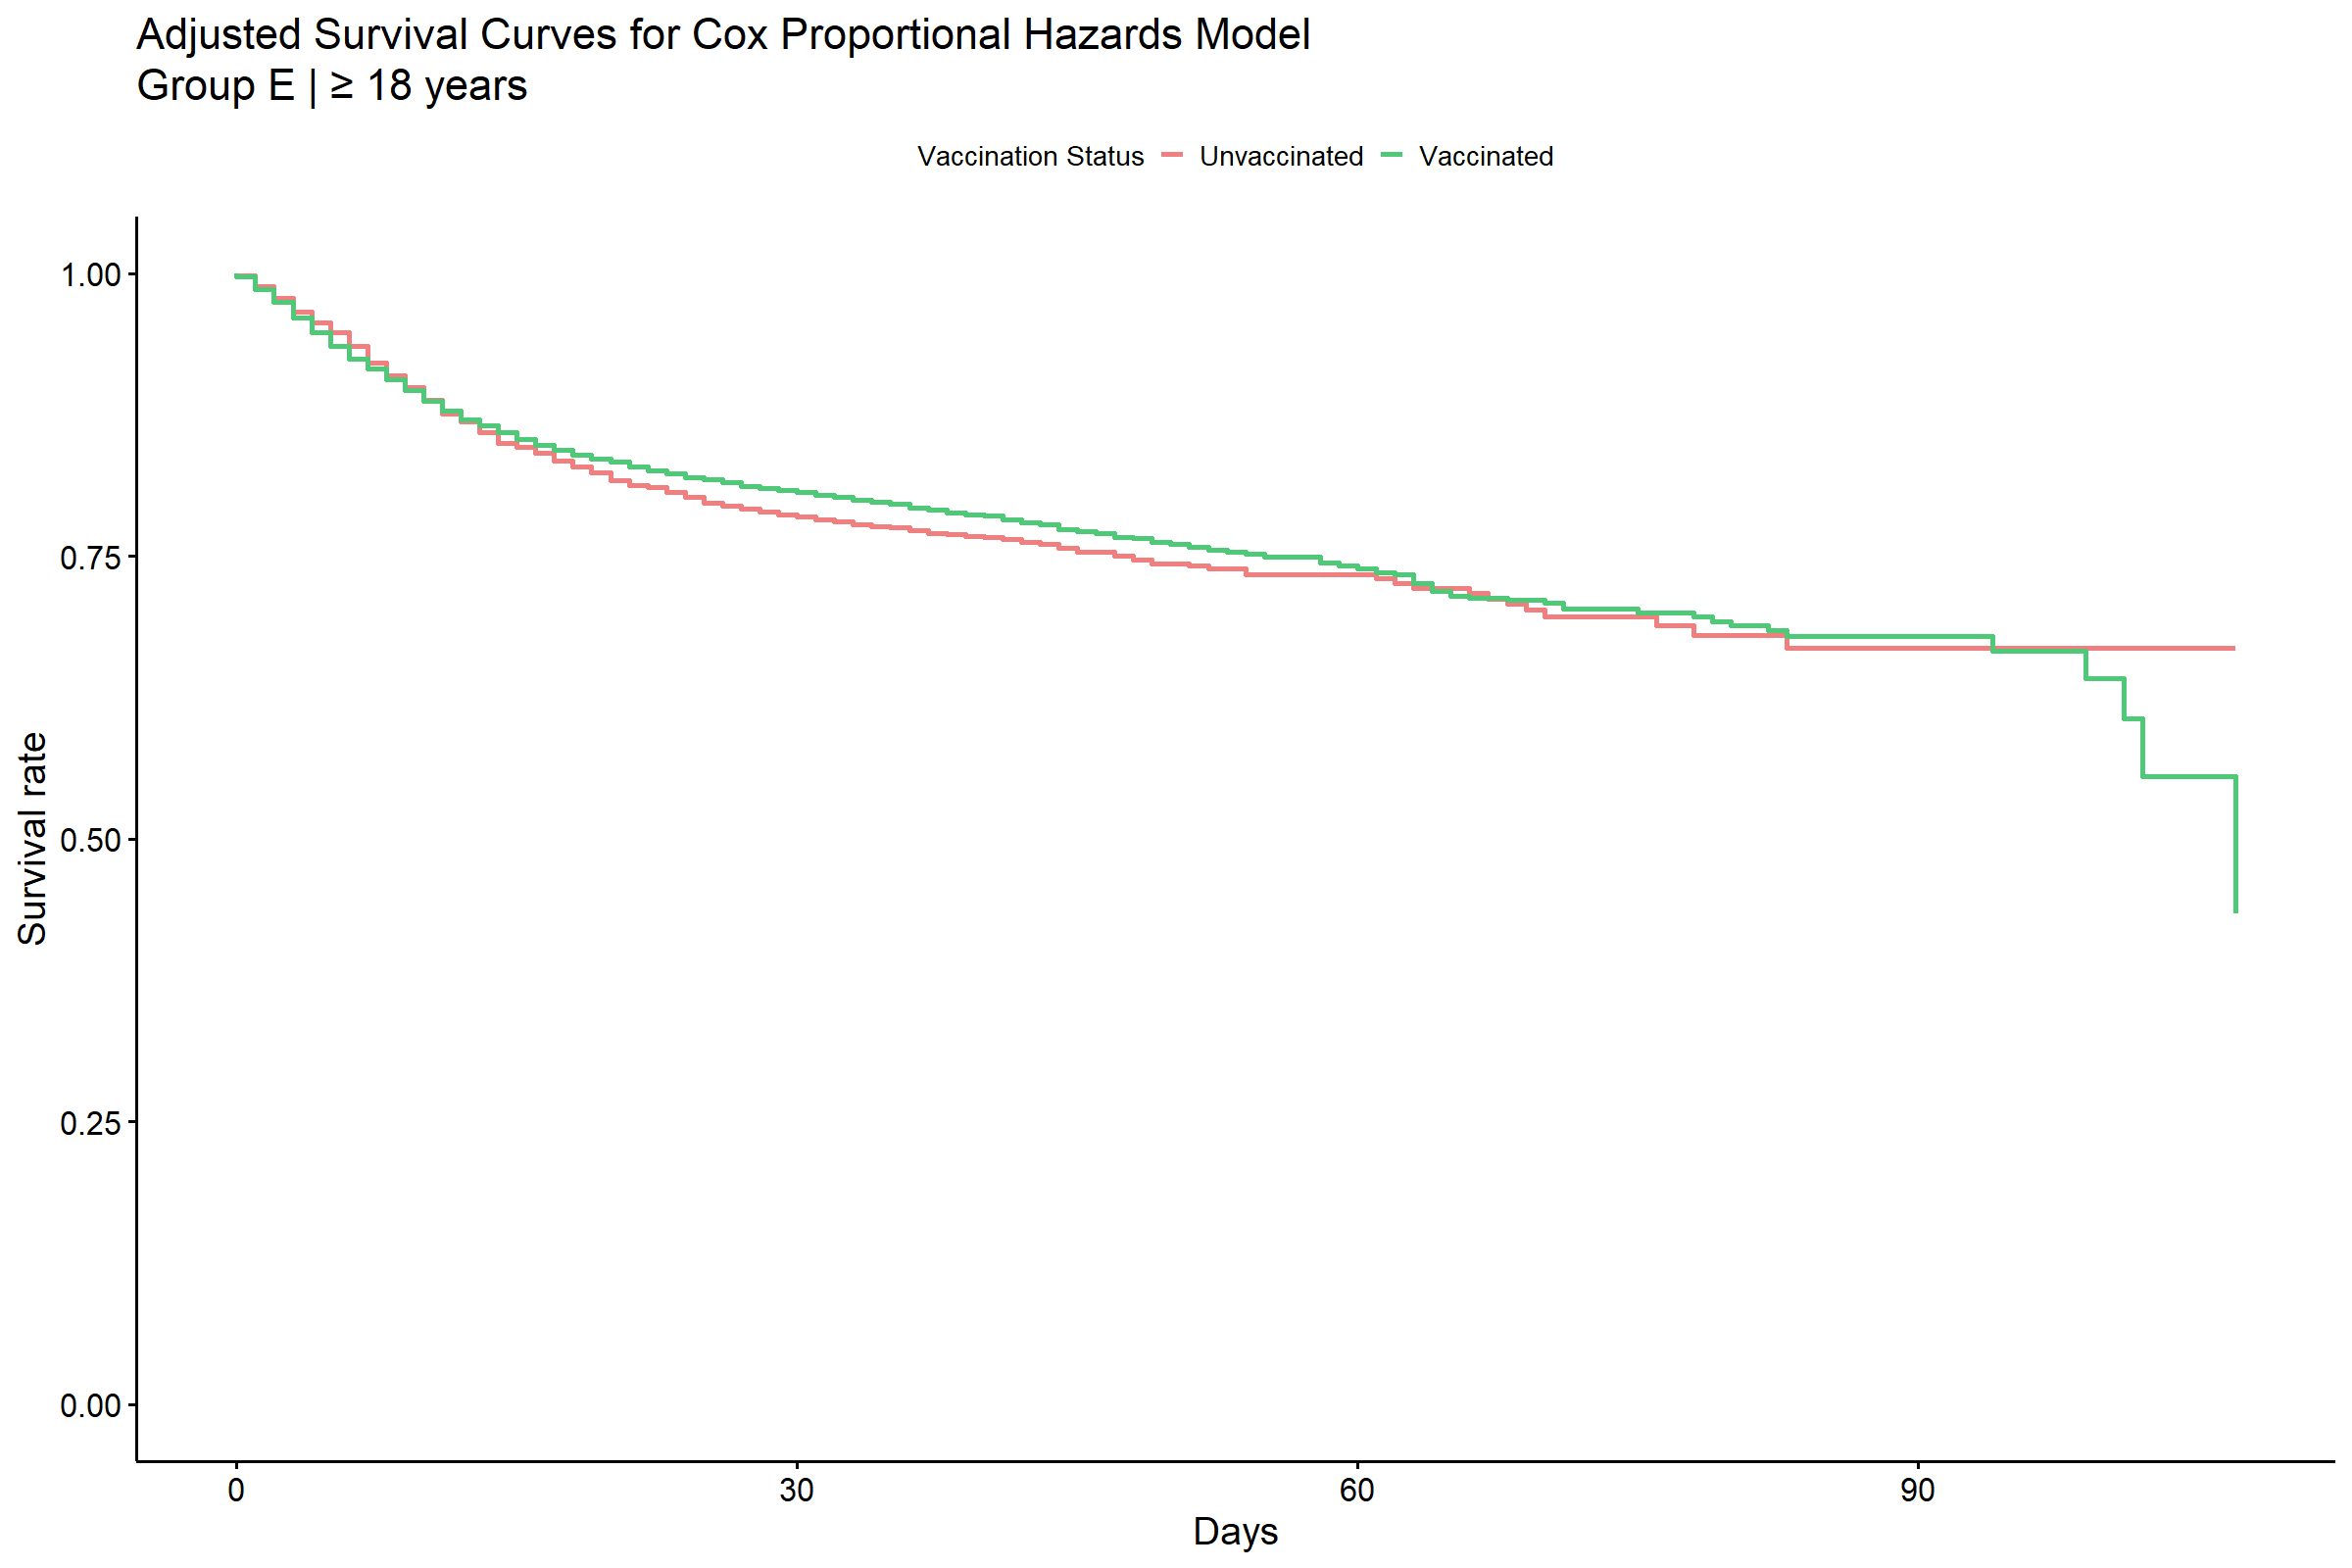 Adjusted Survival Curves for Cox Proportional Hazards Model
Group E | ≥ 18 years
Vaccination Status Unvaccinated Vaccinated
1.00
0.75
0.50
0.25
0.00
Survival rate
0 30 60 90
Days